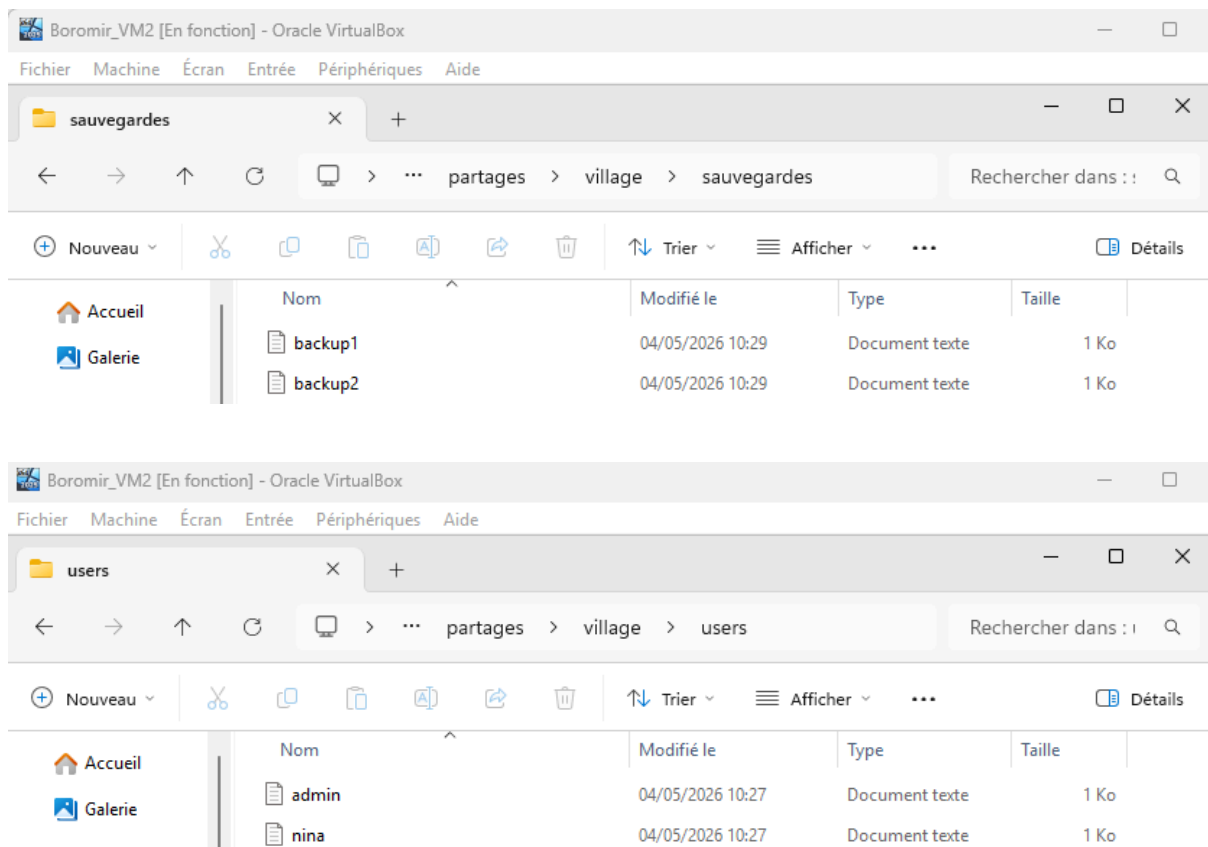 Boromir_VM2 [En fonction] - Oracle VirtualBox
Fichier Machine Écran Entrée Périphériques Aide
sauvegardes
partages > village > sauvegardes Rechercher dans : s
Nouveau Trier Afficher Détails
Nom Modifié le Type Taille
Accueil
backup1 04/05/2026 10:29 Document texte 1 Ko
Galerie
backup2 04/05/2026 10:29 Document texte 1 Ko
Boromir_VM2 [En fonction] - Oracle VirtualBox
Fichier Machine Écran Entrée Périphériques Aide
users
partages > village > users Rechercher dans : u
Nouveau Trier Afficher Détails
Nom Modifié le Type Taille
Accueil
admin 04/05/2026 10:27 Document texte 1 Ko
Galerie
nina 04/05/2026 10:27 Document texte 1 Ko